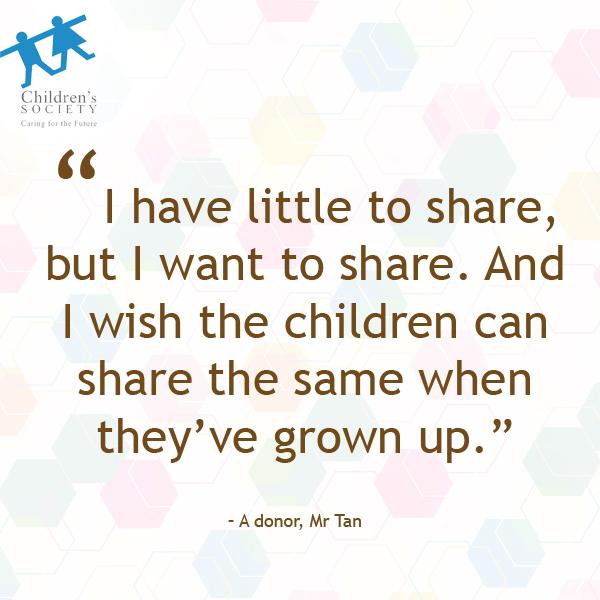 Children's
SOCIETY
Caring for the Future
“I have little to share,
but I want to share. And
I wish the children can
share the same when
they’ve grown up.”
– A donor, Mr Tan